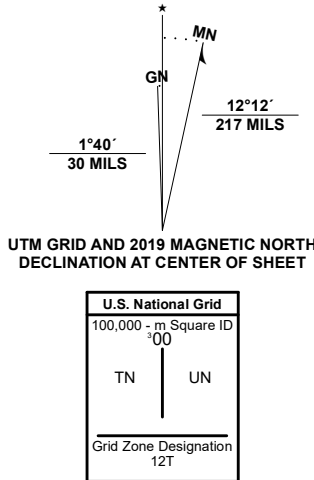 ★
MN
GN
1°40´
30 MILS
12°12´
217 MILS
UTM GRID AND 2019 MAGNETIC NORTH
DECLINATION AT CENTER OF SHEET
U.S. National Grid
100,000 - m Square ID
³00
TN UN
Grid Zone Designation
12T